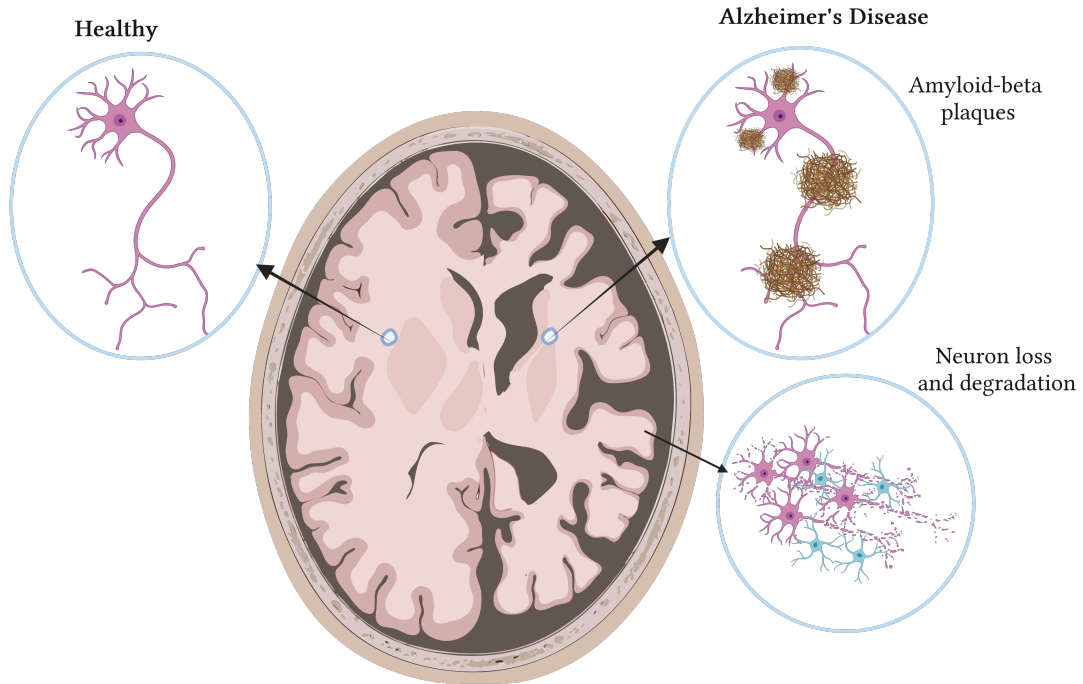 Healthy
Alzheimer's Disease
Amyloid-beta
plaques
Neuron loss
and degradation